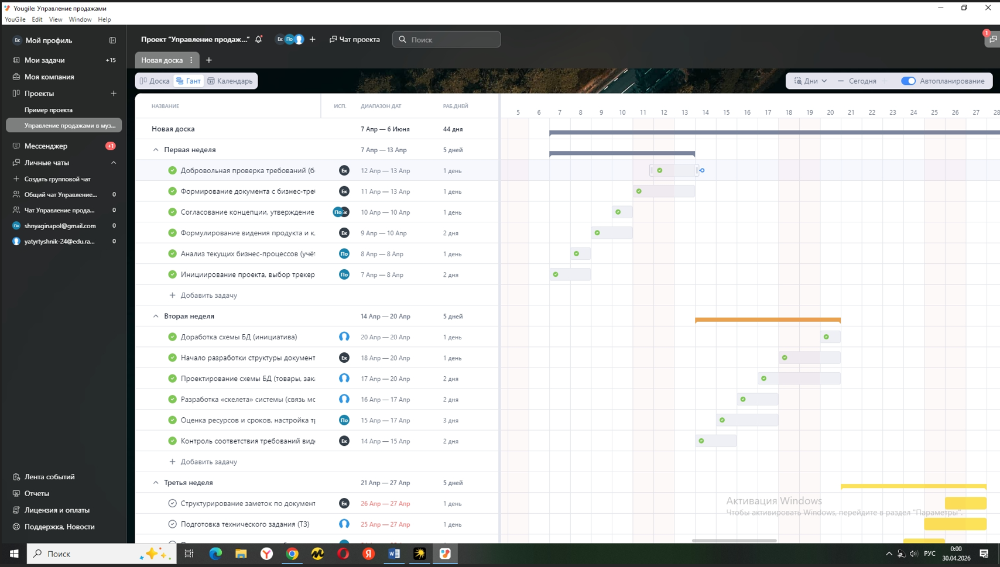 Yougile: Управление продажами
YouGile Edit View Window Help
Ек Мой профиль
Мои задачи +15
Моя компания
Проекты
Пример проекта
Управление продажами в муз...
Мессенджер +1
Личные чаты
Создать групповой чат
Общий чат Управление... 0
Чат Управление прода... 0
По shnyaginapol@gmail.com 0
yatyrtyshnik-24@edu.ra... 0
Лента событий
Отчеты
Лицензия и оплаты
Поддержка, Новости
Проект "Управление продаж..." Ек По + Чат проекта Поиск 1
Новая доска +
Доска Гант Календарь Дни Сегодня Автопланирование
НАЗВАНИЕ ИСП. ДИАПАЗОН ДАТ РАБ.ДНЕЙ 5 6 7 8 9 10 11 12 13 14 15 16 17 18 19 20 21 22 23 24 25 26 27 28
Новая доска 7 Апр — 6 Июня 44 дня
Первая неделя 7 Апр — 13 Апр 5 дней
Добровольная проверка требований (б Ек 12 Апр — 13 Апр 1 день
Формирование документа с бизнес-тре Ек 11 Апр — 13 Апр 1 день
Согласование концепции, утверждение По Ек 10 Апр — 10 Апр 1 день
Формулирование видения продукта и к Ек 9 Апр — 10 Апр 2 дня
Анализ текущих бизнес-процессов (учёт По 8 Апр — 8 Апр 1 день
Инициирование проекта, выбор трекер По 7 Апр — 8 Апр 2 дня
+ Добавить задачу
Вторая неделя 14 Апр — 20 Апр 5 дней
Доработка схемы БД (инициатива) 20 Апр — 20 Апр 1 день
Начало разработки структуры документ Ек 18 Апр — 20 Апр 1 день
Проектирование схемы БД (товары, зак 17 Апр — 20 Апр 2 дня
Разработка «скелета» системы (связь мо 16 Апр — 17 Апр 2 дня
Оценка ресурсов и сроков, настройка т По 15 Апр — 17 Апр 3 дня
Контроль соответствия требований вид Ек 14 Апр — 15 Апр 2 дня
+ Добавить задачу
Третья неделя 21 Апр — 27 Апр 5 дней
Структурирование заметок по документ Ек 26 Апр — 27 Апр 1 день
Подготовка технического задания (ТЗ) 25 Апр — 27 Апр 1 день
Активация Windows
Чтобы активировать Windows, перейдите в раздел "Параметры".
Поиск РУС 0:00
30.04.2026